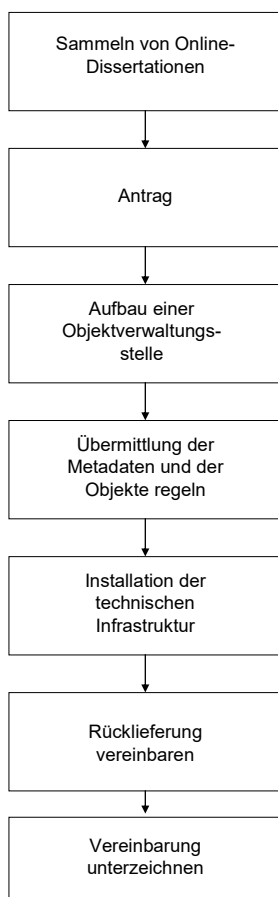 Sammeln von Online-
Dissertationen
Antrag
Aufbau einer
Objektverwaltungs-
stelle
Übermittlung der
Metadaten und der
Objekte regeln
Installation der
technischen
Infrastruktur
Rücklieferung
vereinbaren
Vereinbarung
unterzeichnen